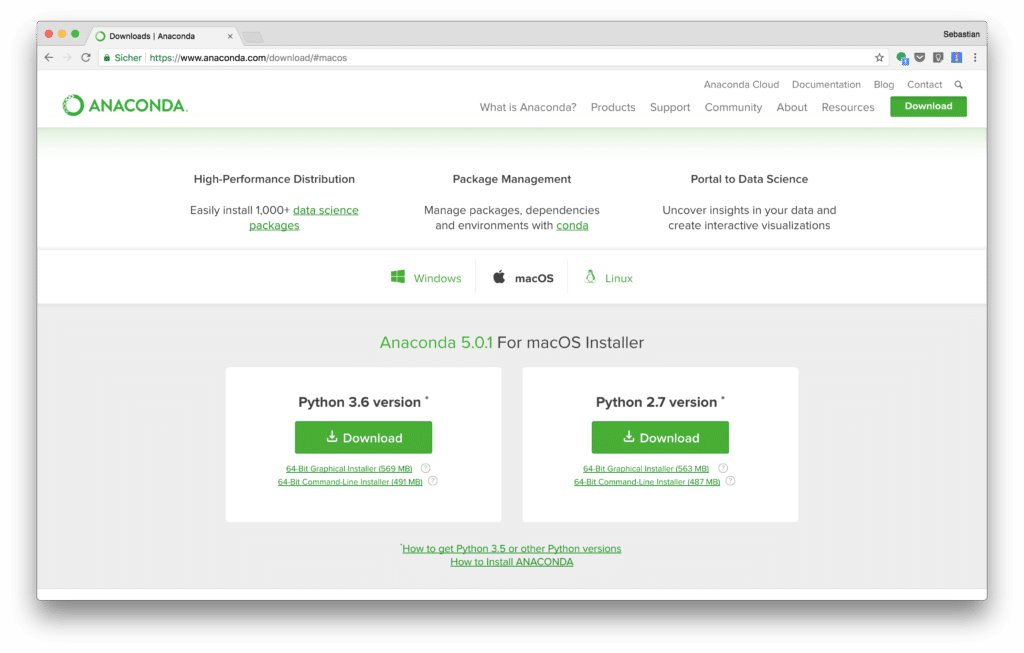 Downloads | Anaconda
Sebastian
Sicher https://www.anaconda.com/download/#macos
Anaconda Cloud Documentation Blog Contact
ANACONDA.
What is Anaconda? Products Support Community About Resources Download
High-Performance Distribution
Easily install 1,000+ data science
packages
Package Management
Manage packages, dependencies
and environments with conda
Portal to Data Science
Uncover insights in your data and
create interactive visualizations
Windows macOS Linux
Anaconda 5.0.1 For macOS Installer
Python 3.6 version *
Download
64-Bit Graphical Installer (569 MB) ?
64-Bit Command-Line Installer (491 MB) ?
Python 2.7 version *
Download
64-Bit Graphical Installer (563 MB) ?
64-Bit Command-Line Installer (487 MB) ?
*How to get Python 3.5 or other Python versions
How to Install ANACONDA